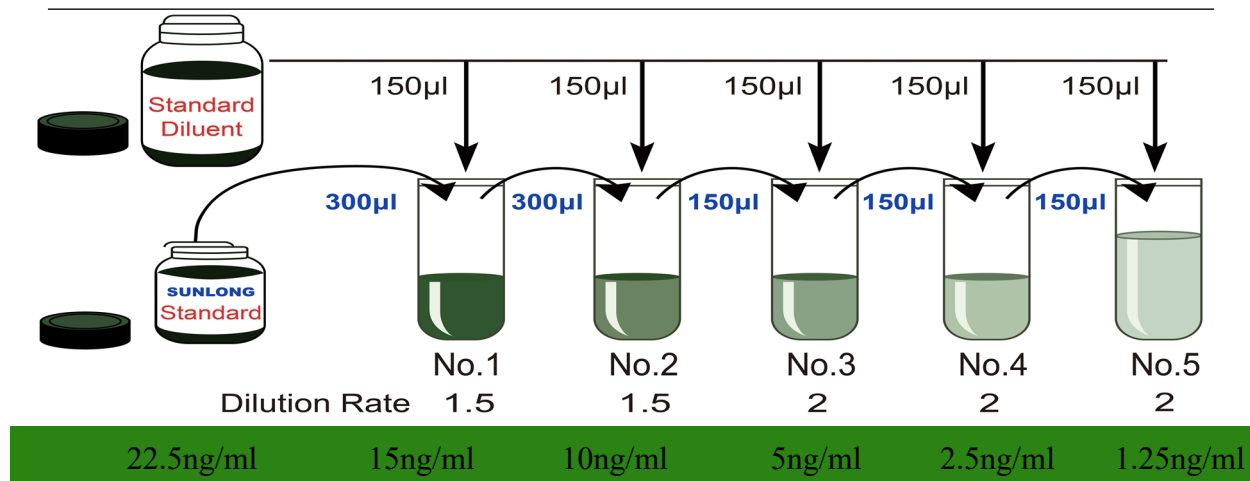 150µl 150µl 150µl 150µl 150µl
Standard
Diluent
300µl 300µl 150µl 150µl 150µl
SUNLONG
Standard
No.1 No.2 No.3 No.4 No.5
Dilution Rate 1.5 1.5 2 2 2
22.5ng/ml 15ng/ml 10ng/ml 5ng/ml 2.5ng/ml 1.25ng/ml